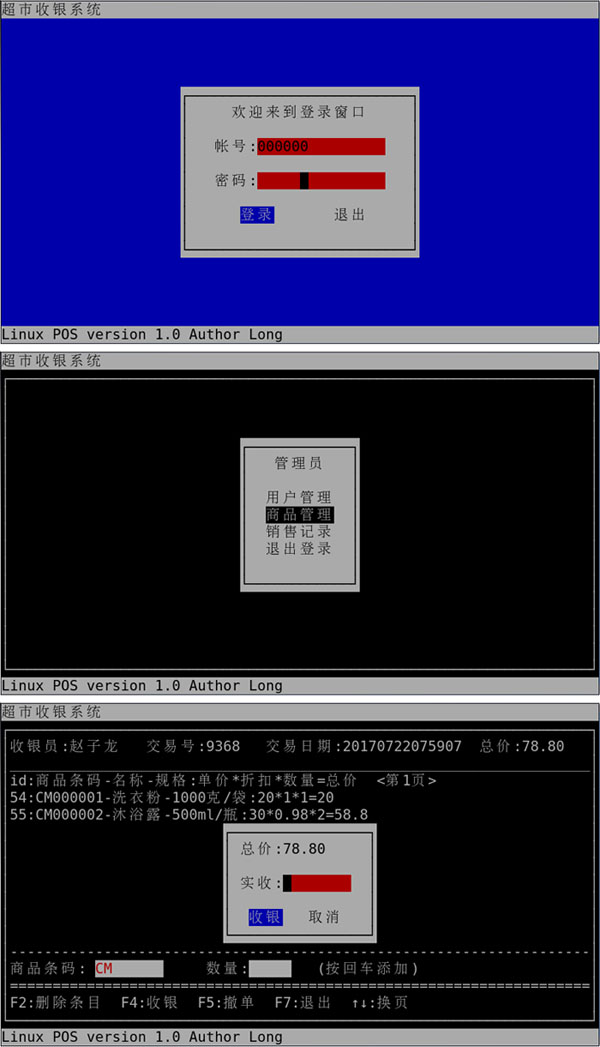 超市收银系统
欢迎来到登录窗口
帐号:000000
密码:
登录 退出
Linux POS version 1.0 Author Long
超市收银系统
管理员
用户管理
商品管理
销售记录
退出登录
Linux POS version 1.0 Author Long
超市收银系统
收银员:赵子龙 交易号:9368 交易日期:20170722075907 总价:78.80
id:商品条码-名称-规格:单价*折扣*数量=总价 <第1页>
54:CM000001-洗衣粉-1000克/袋:20*1*1=20
55:CM000002-沐浴露-500ml/瓶:30*0.98*2=58.8
总价:78.80
实收:
收银 取消
商品条码: CM 数量: (按回车添加)
F2:删除条目 F4:收银 F5:撤单 F7:退出 ↑↓:换页
Linux POS version 1.0 Author Long